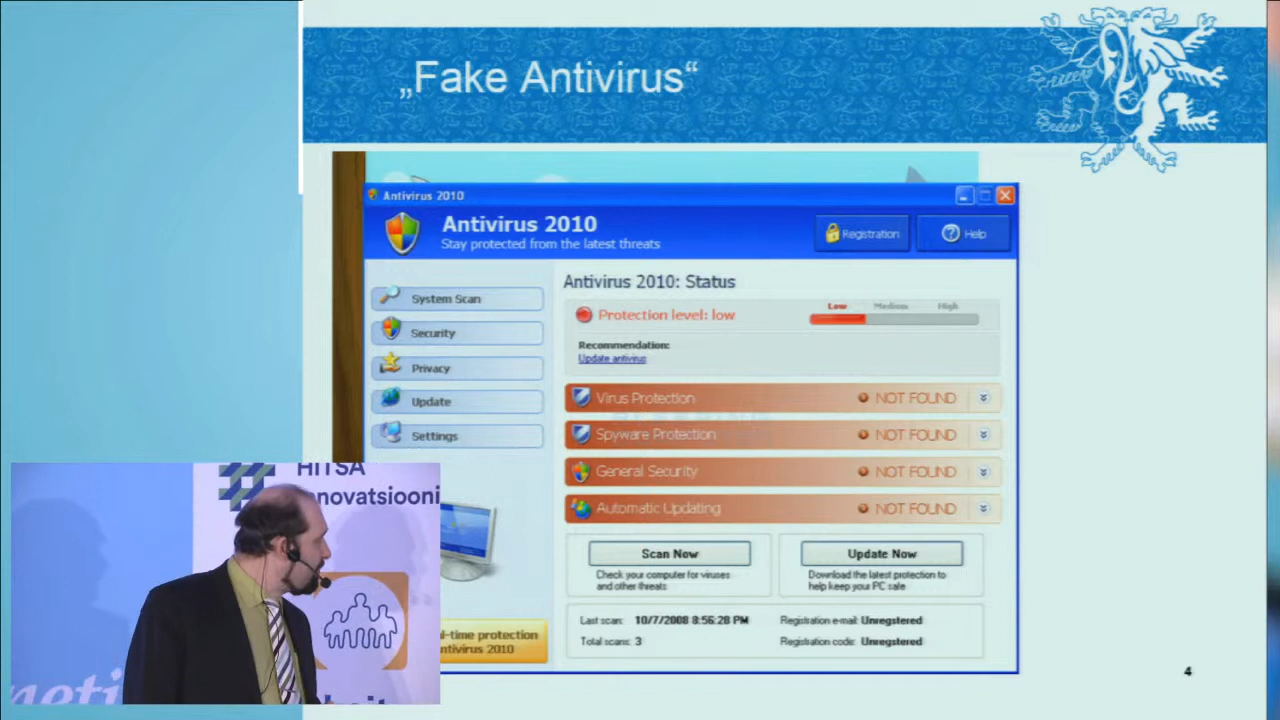 „Fake Antivirus“
Antivirus 2010
Antivirus 2010
Stay protected from the latest threats
Registration
Help
System Scan
Security
Privacy
Update
Settings
Antivirus 2010: Status
Protection level: low
Low Medium High
Recommendation:
Update antivirus
Virus Protection NOT FOUND
Spyware Protection NOT FOUND
General Security NOT FOUND
Automatic Updating NOT FOUND
Scan Now
Check your computer for viruses
and other threats
Update Now
Download the latest protection to
help keep your PC safe
Last scan: 10/7/2008 8:56:28 PM
Total scans: 3
Registration e-mail: Unregstered
Registration code: Unregstered
protection
2010
HITSA
4